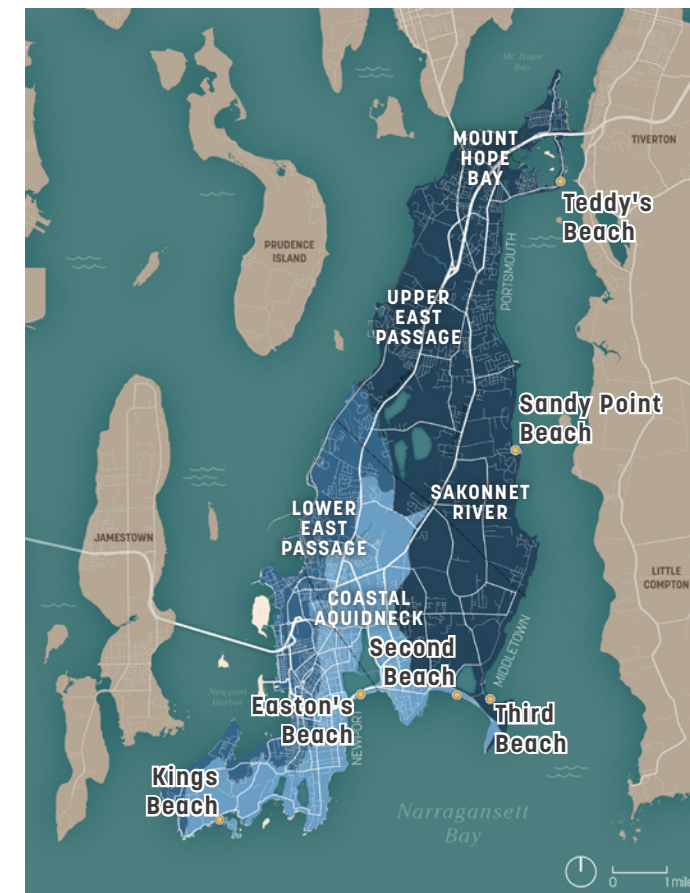 Mt. Hope
Bay
MOUNT
HOPE
BAY
TIVERTON
Teddy's
Beach
PRUDENCE
ISLAND
PORTSMOUTH
UPPER
EAST
PASSAGE
Sandy Point
Beach
SAKONNET
RIVER
LOWER
EAST
PASSAGE
JAMESTOWN
LITTLE
COMPTON
COASTAL
AQUIDNECK
MIDDLETOWN
Second
Beach
Newport
Harbor
Easton's
Beach
NEWPORT
Third
Beach
Kings
Beach
Narragansett
Bay
0 1 mile